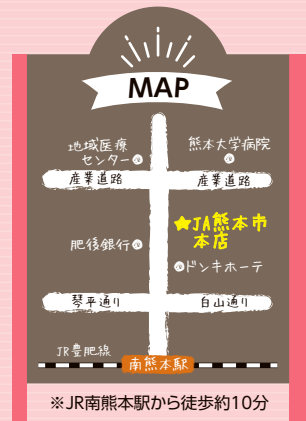 MAP
地域医療
センター
熊本大学病院
産業道路
産業道路
★JA熊本市
本店
肥後銀行
ドンキホーテ
琴平通り
白山通り
JR豊肥線
南熊本駅
※JR南熊本駅から徒歩約10分